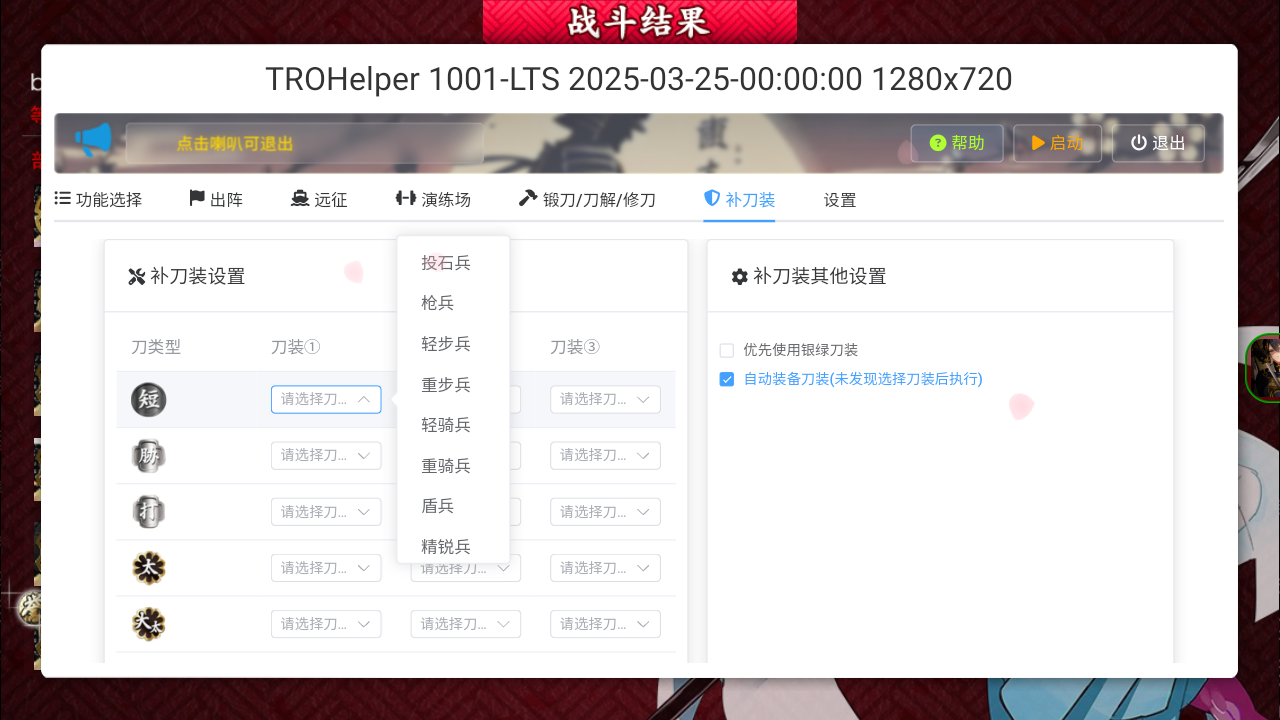 战斗结果
TROHelper 1001-LTS 2025-03-25-00:00:00 1280x720
点击喇叭可退出
帮助
启动
退出
功能选择
出阵
远征
演练场
锻刀/刀解/修刀
补刀装
设置
补刀装设置
补刀装其他设置
投石兵
枪兵
轻步兵
重步兵
轻骑兵
重骑兵
盾兵
精锐兵
刀类型
刀装①
刀装③
优先使用银绿刀装
自动装备刀装(未发现选择刀装后执行)
短
请选择刀...
请选择刀...
胁
请选择刀...
请选择刀...
打
请选择刀...
请选择刀...
太
请选择刀...
请选择刀...
请选择刀...
大太
请选择刀...
请选择刀...
请选择刀...